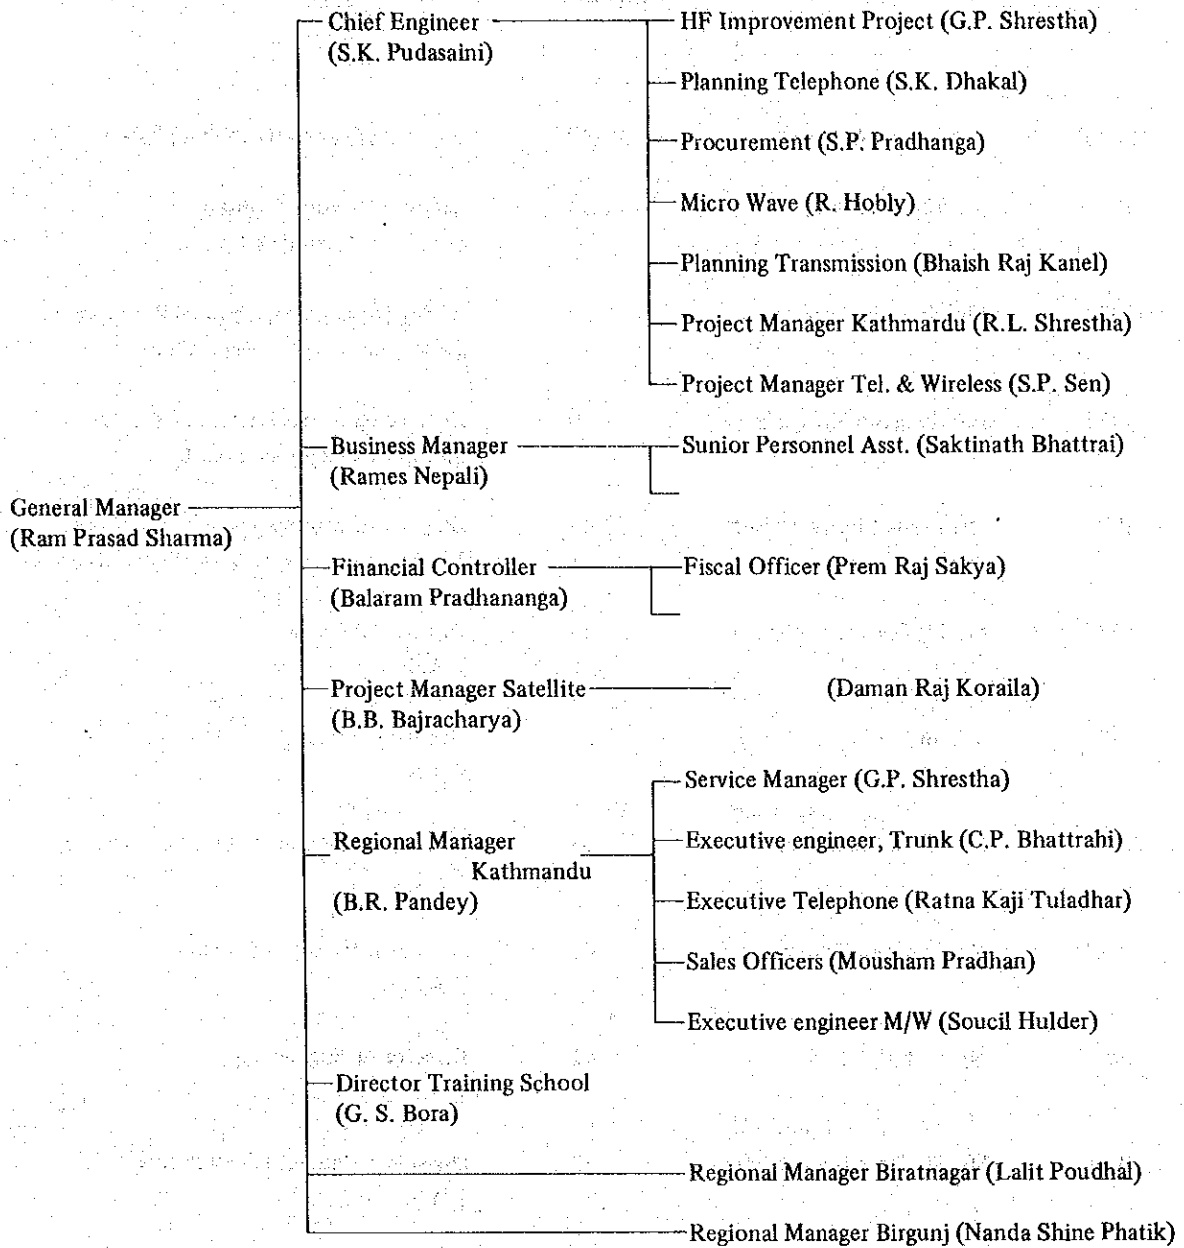 Chief Engineer
(S.K. Pudasaini)
HF Improvement Project (G.P. Shrestha)
Planning Telephone (S.K. Dhakal)
Procurement (S.P. Pradhanga)
Micro Wave (R. Hobly)
Planning Transmission (Bhaish Raj Kanel)
Project Manager Kathmardu (R.L. Shrestha)
Project Manager Tel. & Wireless (S.P. Sen)
Business Manager
(Rames Nepali)
Sunior Personnel Asst. (Saktinath Bhattrai)
General Manager
(Ram Prasad Sharma)
Financial Controller
(Balaram Pradhananga)
Fiscal Officer (Prem Raj Sakya)
Project Manager Satellite
(B.B. Bajracharya)
(Daman Raj Koraila)
Regional Manager
Kathmandu
(B.R. Pandey)
Service Manager (G.P. Shrestha)
Executive engineer, Trunk (C.P. Bhattrahi)
Executive Telephone (Ratna Kaji Tuladhar)
Sales Officers (Mousham Pradhan)
Executive engineer M/W (Soucil Hulder)
Director Training School
(G. S. Bora)
Regional Manager Biratnagar (Lalit Poudhal)
Regional Manager Birgunj (Nanda Shine Phatik)